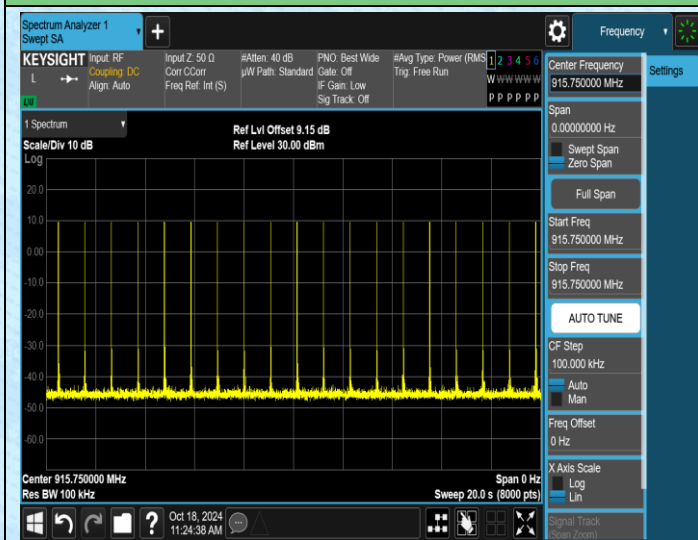 Spectrum Analyzer 1
Swept SA
+
Frequency
KEYSIGHT
L
LXI
Input: RF
Coupling: DC
Align: Auto
Input Z: 50 Ω
Corr CCorr
Freq Ref: Int (S)
#Atten: 40 dB
µW Path: Standard
PNO: Best Wide
Gate: Off
IF Gain: Low
Sig Track: Off
#Avg Type: Power (RMS
Trig: Free Run
1 2 3 4 5 6
W W W W W W
P P P P P P
Center Frequency
915.750000 MHz
Settings
Span
0.00000000 Hz
Swept Span
Zero Span
Full Span
Start Freq
915.750000 MHz
Stop Freq
915.750000 MHz
AUTO TUNE
CF Step
100.000 kHz
Auto
Man
Freq Offset
0 Hz
X Axis Scale
Log
Lin
Signal Track
(Span Zoom)
1 Spectrum
Scale/Div 10 dB
Ref Lvl Offset 9.15 dB
Ref Level 30.00 dBm
Log
20.0
10.0
0.00
-10.0
-20.0
-30.0
-40.0
-50.0
-60.0
Center 915.750000 MHz
Span 0 Hz
Res BW 100 kHz
Sweep 20.0 s (8000 pts)
?
Oct 18, 2024
11:24:38 AM